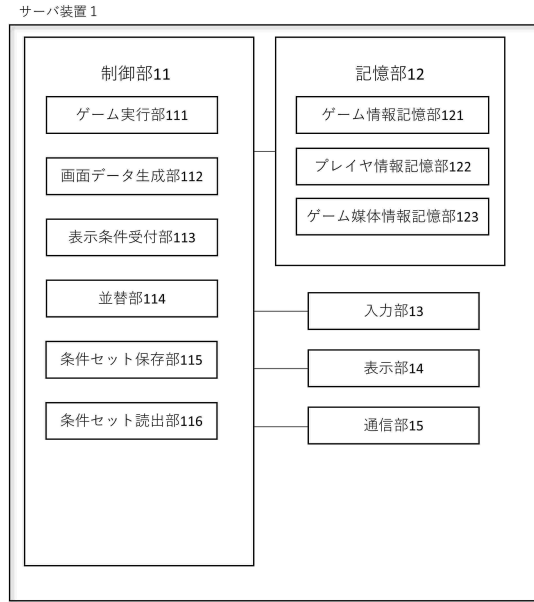 サーバ装置1
制御部11
ゲーム実行部111
画面データ生成部112
表示条件受付部113
並替部114
条件セット保存部115
条件セット読出部116
記憶部12
ゲーム情報記憶部121
プレイヤ情報記憶部122
ゲーム媒体情報記憶部123
入力部13
表示部14
通信部15